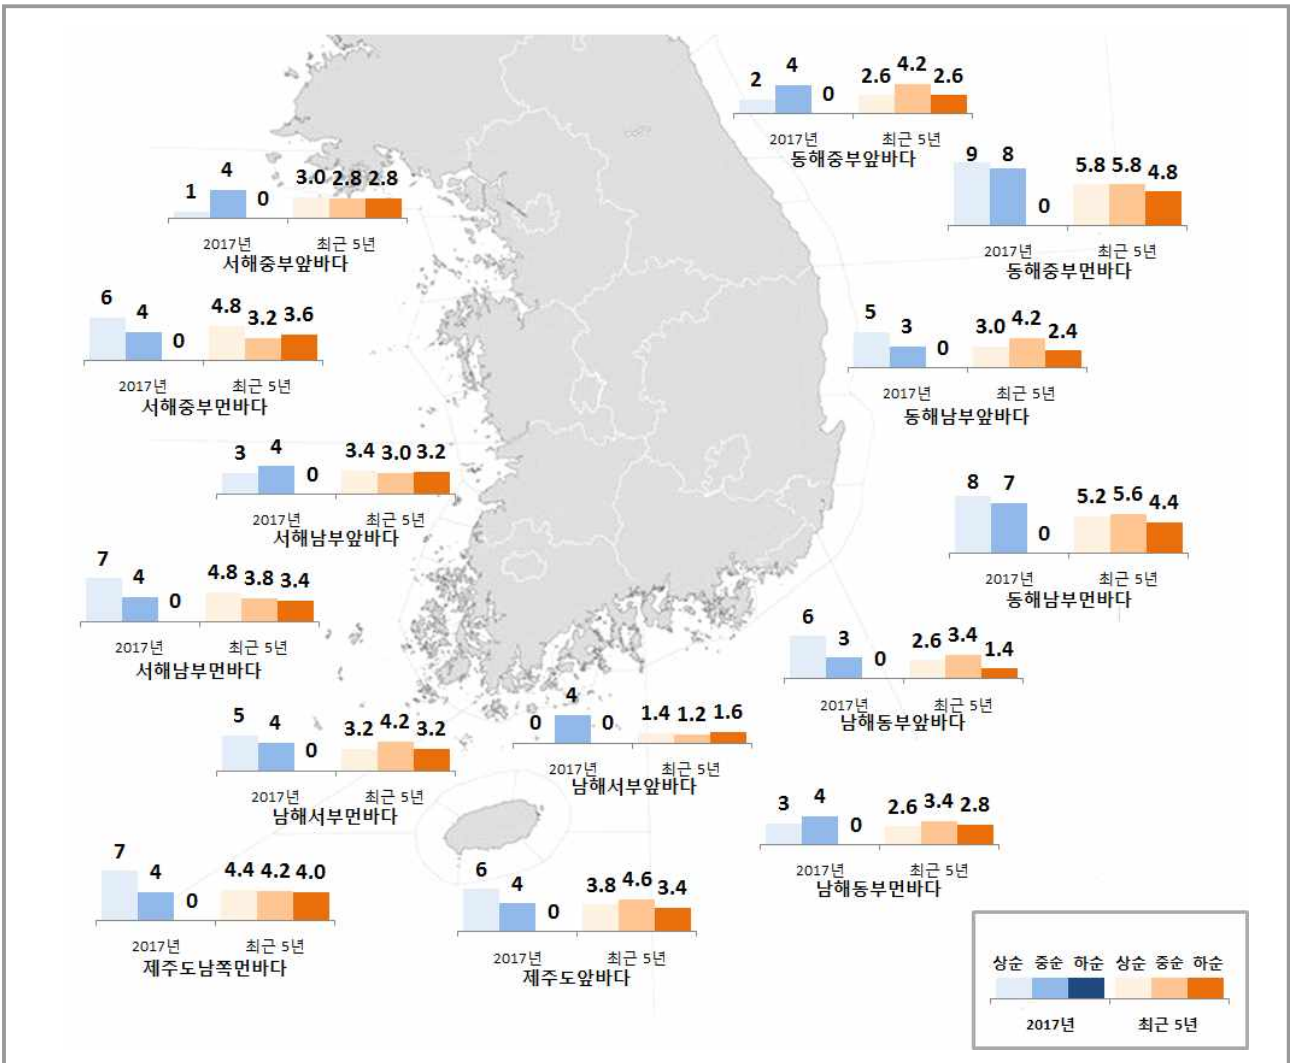 2 4 0 2.6 4.2 2.6
2017년 최근 5년
동해중부앞바다
9 8 0 5.8 5.8 4.8
2017년 최근 5년
동해중부먼바다
1 4 0 3.0 2.8 2.8
2017년 최근 5년
서해중부앞바다
6 4 0 4.8 3.2 3.6
2017년 최근 5년
서해중부먼바다
5 3 0 3.0 4.2 2.4
2017년 최근 5년
동해남부앞바다
3 4 0 3.4 3.0 3.2
2017년 최근 5년
서해남부앞바다
8 7 0 5.2 5.6 4.4
2017년 최근 5년
동해남부먼바다
7 4 0 4.8 3.8 3.4
2017년 최근 5년
서해남부먼바다
6 3 0 2.6 3.4 1.4
2017년 최근 5년
남해동부앞바다
5 4 0 3.2 4.2 3.2
2017년 최근 5년
남해서부먼바다
0 4 0 1.4 1.2 1.6
2017년 최근 5년
남해서부앞바다
3 4 0 2.6 3.4 2.8
2017년 최근 5년
남해동부먼바다
7 4 0 4.4 4.2 4.0
2017년 최근 5년
제주도남쪽먼바다
6 4 0 3.8 4.6 3.4
2017년 최근 5년
제주도앞바다
상순 중순 하순 상순 중순 하순
2017년 최근 5년